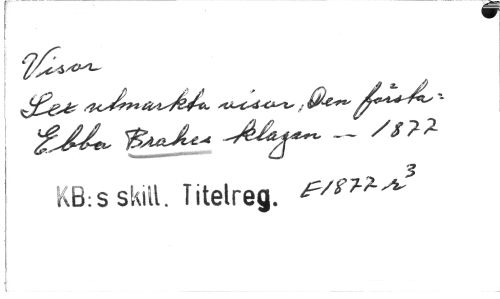 Visor
Sex utmarkta visor, Den första:
Ebba Brahes klagan -- 1877
KB:s skill. Titelreg. E1877 r³